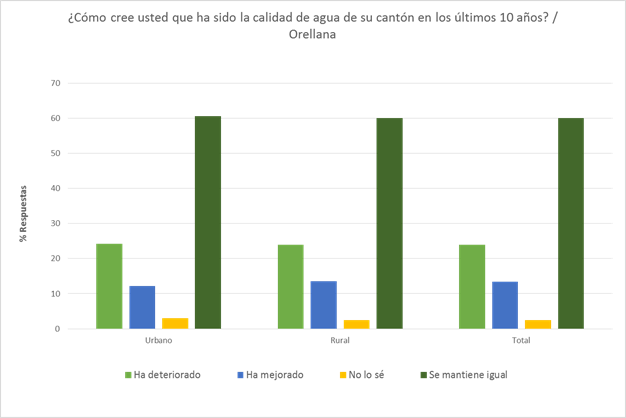 ¿Cómo cree usted que ha sido la calidad de agua de su cantón en los últimos 10 años? /
Orellana
70
60
50
40
30
20
10
0
% Respuestas
Urbano
Rural
Total
Ha deteriorado
Ha mejorado
No lo sé
Se mantiene igual